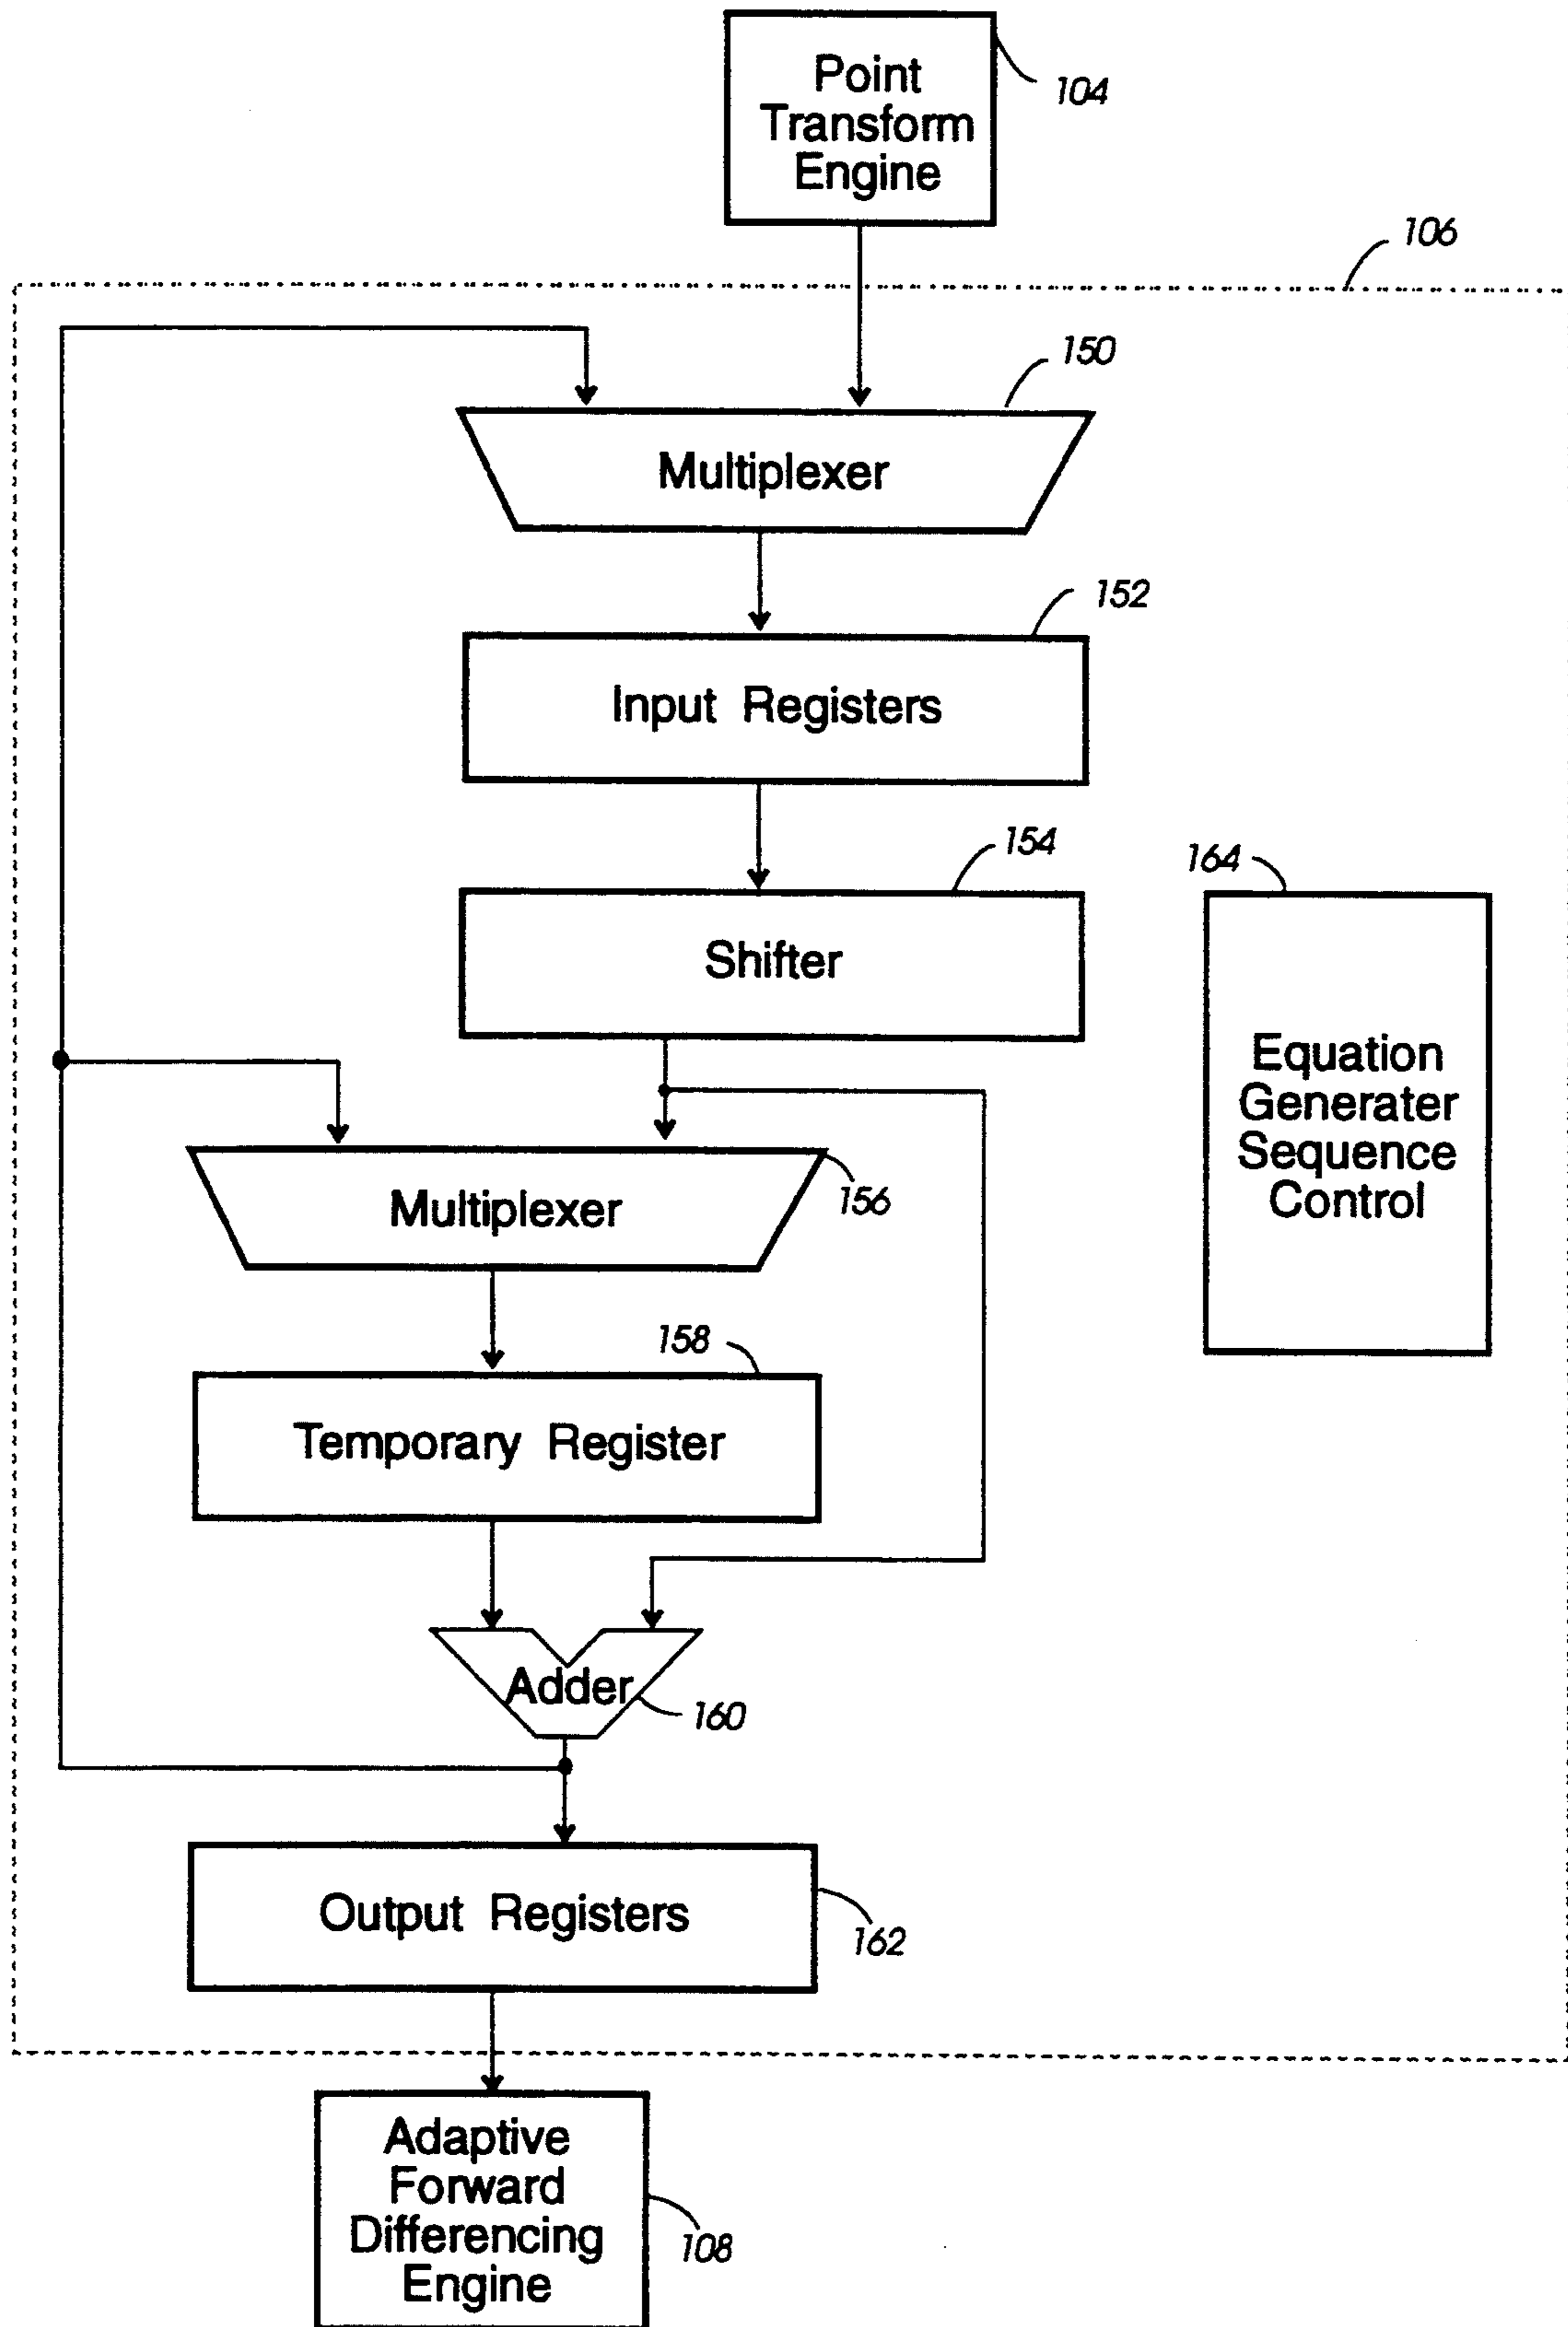 Point
Transform
Engine
104
106
150
Multiplexer
152
Input Registers
154
Shifter
164
Equation
Generater
Sequence
Control
Multiplexer
156
158
Temporary Register
Adder
160
Output Registers
162
Adaptive
Forward
Differencing
Engine
108